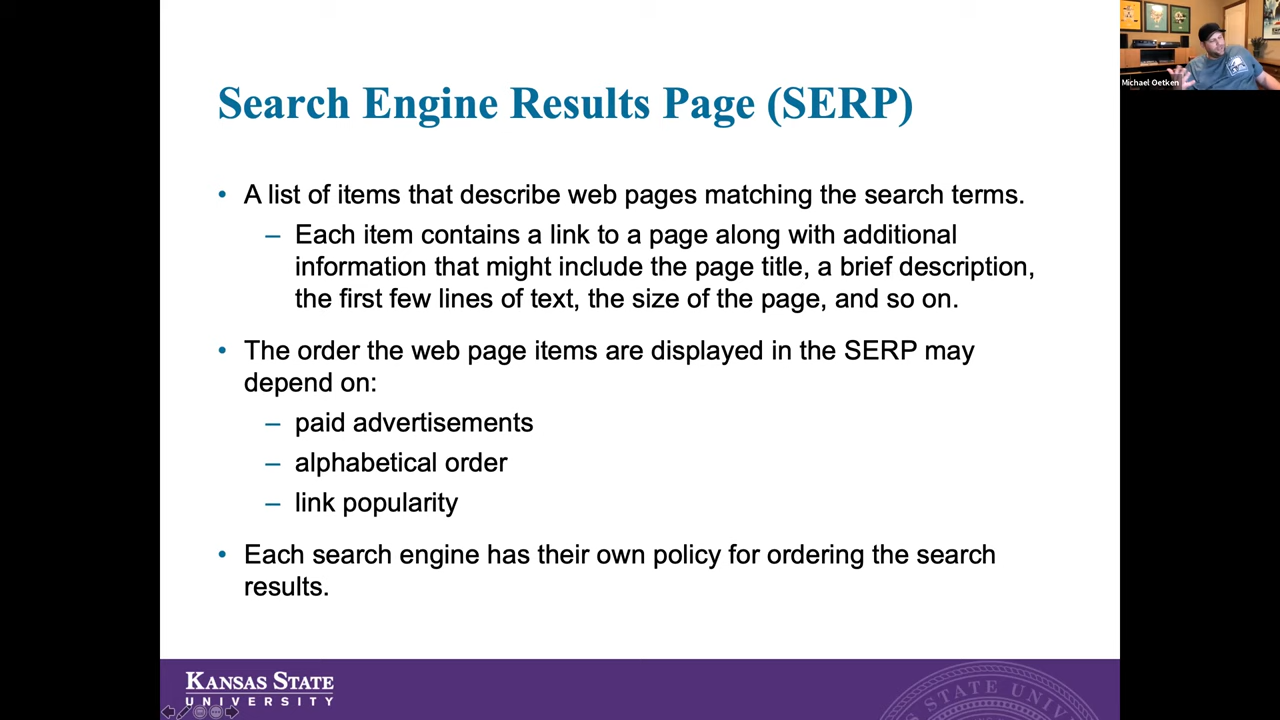 Search Engine Results Page (SERP)
Michael Oetken
• A list of items that describe web pages matching the search terms.
– Each item contains a link to a page along with additional
information that might include the page title, a brief description,
the first few lines of text, the size of the page, and so on.
• The order the web page items are displayed in the SERP may
depend on:
– paid advertisements
– alphabetical order
– link popularity
• Each search engine has their own policy for ordering the search
results.
KANSAS STATE
UNIVERSITY
STATE UNIV